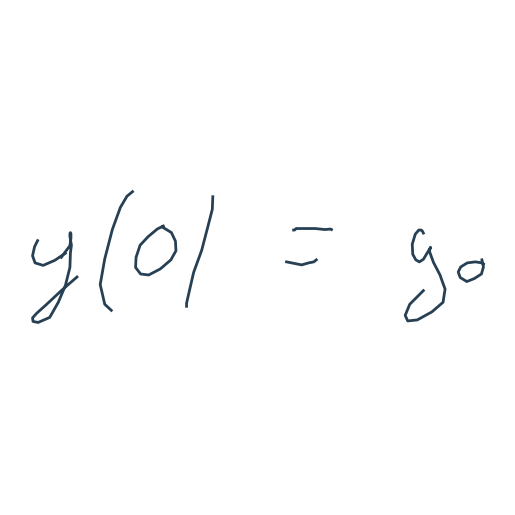 y(0) = y₀